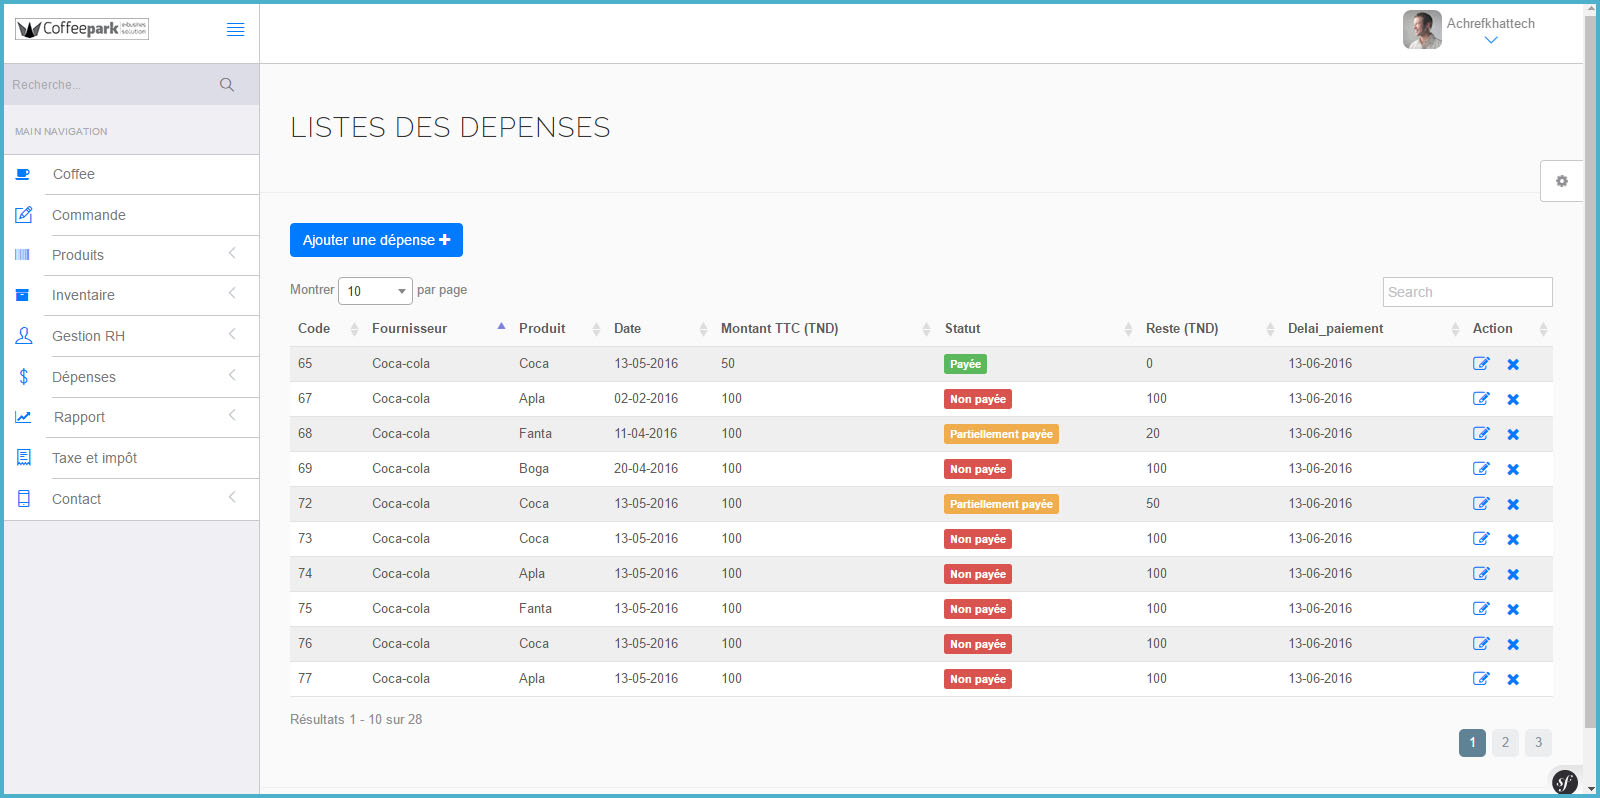 Coffeepark e-busines solution
Achrefkhattech
Recherche...
MAIN NAVIGATION
Coffee
Commande
Produits
Inventaire
Gestion RH
Dépenses
Rapport
Taxe et impôt
Contact
LISTES DES DEPENSES
Ajouter une dépense
Montrer 10 par page
Search
Code Fournisseur Produit Date Montant TTC (TND) Statut Reste (TND) Delai_paiement Action
65 Coca-cola Coca 13-05-2016 50 Payée 0 13-06-2016
67 Coca-cola Apla 02-02-2016 100 Non payée 100 13-06-2016
68 Coca-cola Fanta 11-04-2016 100 Partiellement payée 20 13-06-2016
69 Coca-cola Boga 20-04-2016 100 Non payée 100 13-06-2016
72 Coca-cola Coca 13-05-2016 100 Partiellement payée 50 13-06-2016
73 Coca-cola Coca 13-05-2016 100 Non payée 100 13-06-2016
74 Coca-cola Apla 13-05-2016 100 Non payée 100 13-06-2016
75 Coca-cola Fanta 13-05-2016 100 Non payée 100 13-06-2016
76 Coca-cola Coca 13-05-2016 100 Non payée 100 13-06-2016
77 Coca-cola Apla 13-05-2016 100 Non payée 100 13-06-2016
Résultats 1 - 10 sur 28
1 2 3
sf